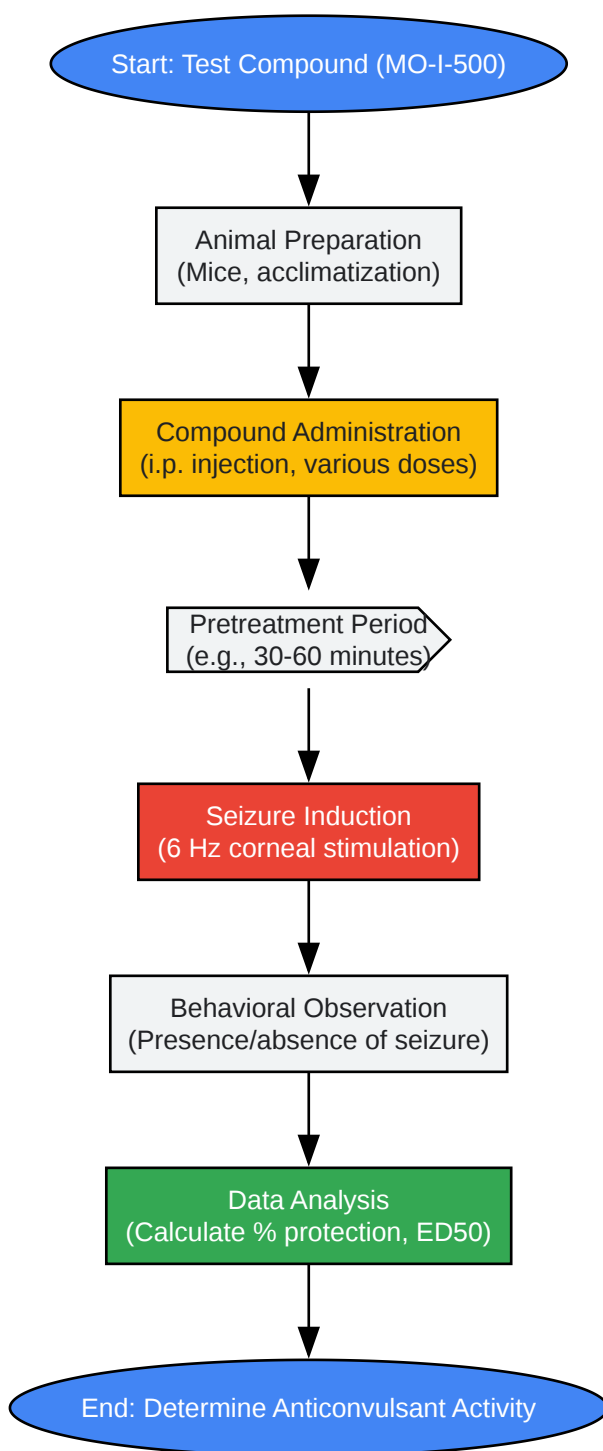 Start: Test Compound (MO-I-500)
Animal Preparation
(Mice, acclimatization)
Compound Administration
(i.p. injection, various doses)
Pretreatment Period
(e.g., 30-60 minutes)
Seizure Induction
(6 Hz corneal stimulation)
Behavioral Observation
(Presence/absence of seizure)
Data Analysis
(Calculate % protection, ED50)
End: Determine Anticonvulsant Activity